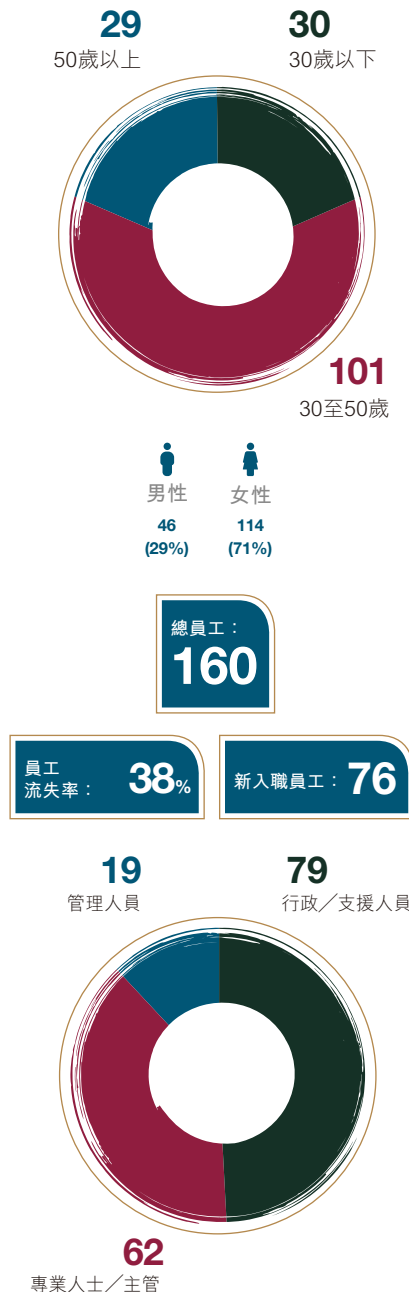 29
50歲以上
30
30歲以下
101
30至50歲
男性
46
(29%)
女性
114
(71%)
總員工：
160
員工
流失率： 38%
新入職員工： 76
19
管理人員
79
行政／支援人員
62
專業人士／主管